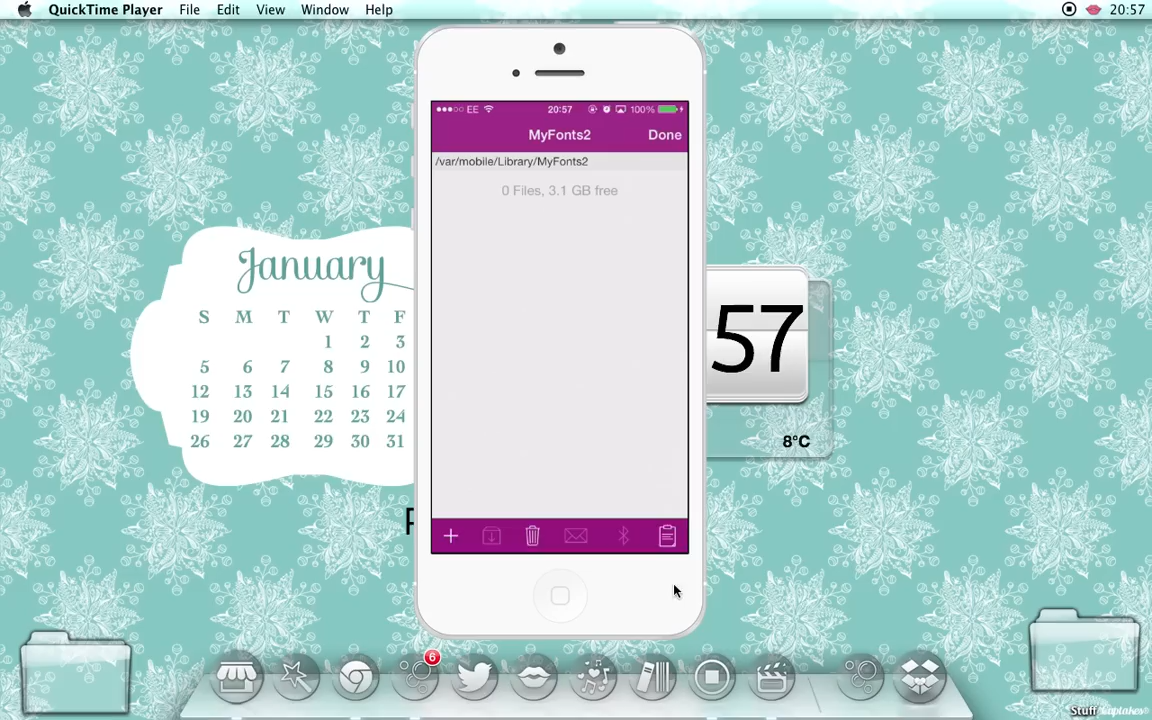 QuickTime Player File Edit View Window Help 20:57
EE 20:57 100%
MyFonts2 Done
/var/mobile/Library/MyFonts2
0 Files, 3.1 GB free
January
S M T W T F
1 2 3
5 6 7 8 9 10
12 13 14 15 16 17
19 20 21 22 23 24
26 27 28 29 30 31
57
8°C
6